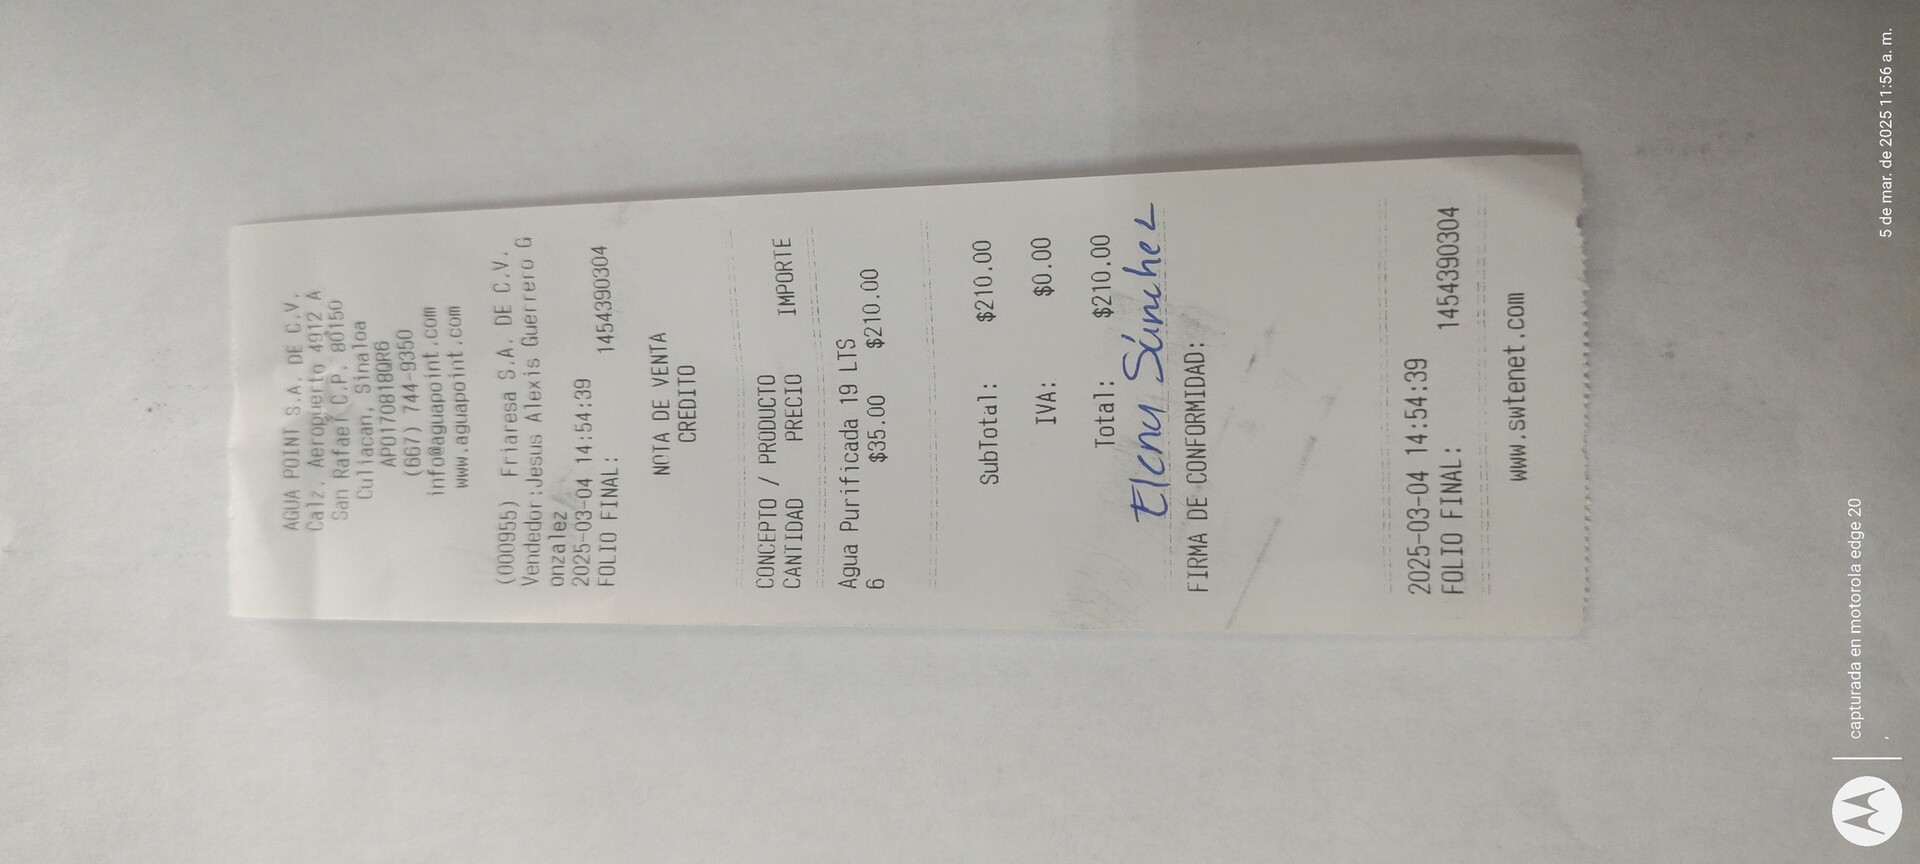 AGUA POINT S.A. DE C.V.
Calz. Aeropuerto 4912 A
San Rafael C.P. 80150
Culiacan, Sinaloa
APO170818QR6
(667) 744-9350
info@aguapoint.com
www.aguapoint.com
(000955) Friaresa S.A. DE C.V.
Vendedor:Jesus Alexis Guerrero G
onzalez
2025-03-04 14:54:39
FOLIO FINAL: 1454390304
NOTA DE VENTA
CREDITO
CONCEPTO / PRODUCTO
CANTIDAD PRECIO IMPORTE
Agua Purificada 19 LTS
6 $35.00 $210.00
SubTotal: $210.00
IVA: $0.00
Total: $210.00
Elena Sánchez
FIRMA DE CONFORMIDAD:
2025-03-04 14:54:39
FOLIO FINAL: 1454390304
www.swtenet.com
capturada en motorola edge 20
5 de mar. de 2025 11:56 a. m.